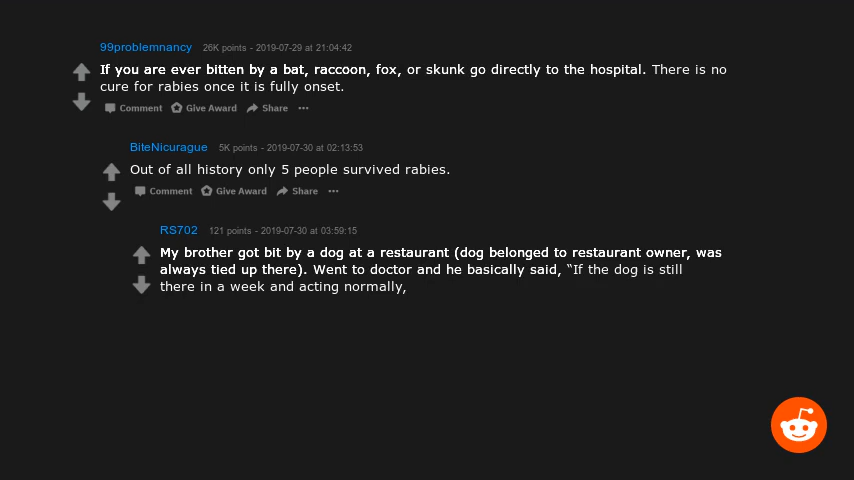 99problemnancy 26K points - 2019-07-29 at 21:04:42
If you are ever bitten by a bat, raccoon, fox, or skunk go directly to the hospital. There is no
cure for rabies once it is fully onset.
Comment Give Award Share ···
BiteNicurague 5K points - 2019-07-30 at 02:13:53
Out of all history only 5 people survived rabies.
Comment Give Award Share ···
RS702 121 points - 2019-07-30 at 03:59:15
My brother got bit by a dog at a restaurant (dog belonged to restaurant owner, was
always tied up there). Went to doctor and he basically said, “If the dog is still
there in a week and acting normally,